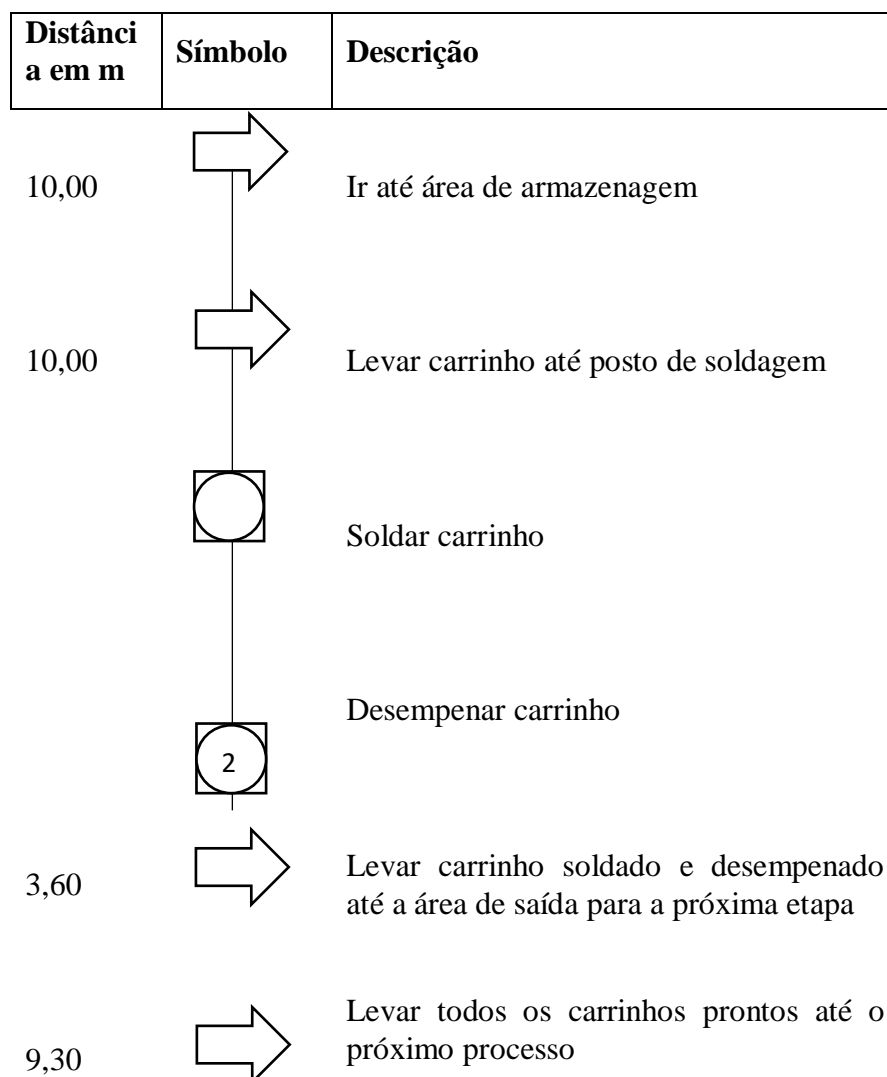 Distânci
a em m
Símbolo
Descrição
10,00
Ir até área de armazenagem
10,00
Levar carrinho até posto de soldagem
Soldar carrinho
Desempenar carrinho
2
3,60
Levar carrinho soldado e desempenado
até a área de saída para a próxima etapa
9,30
Levar todos os carrinhos prontos até o
próximo processo